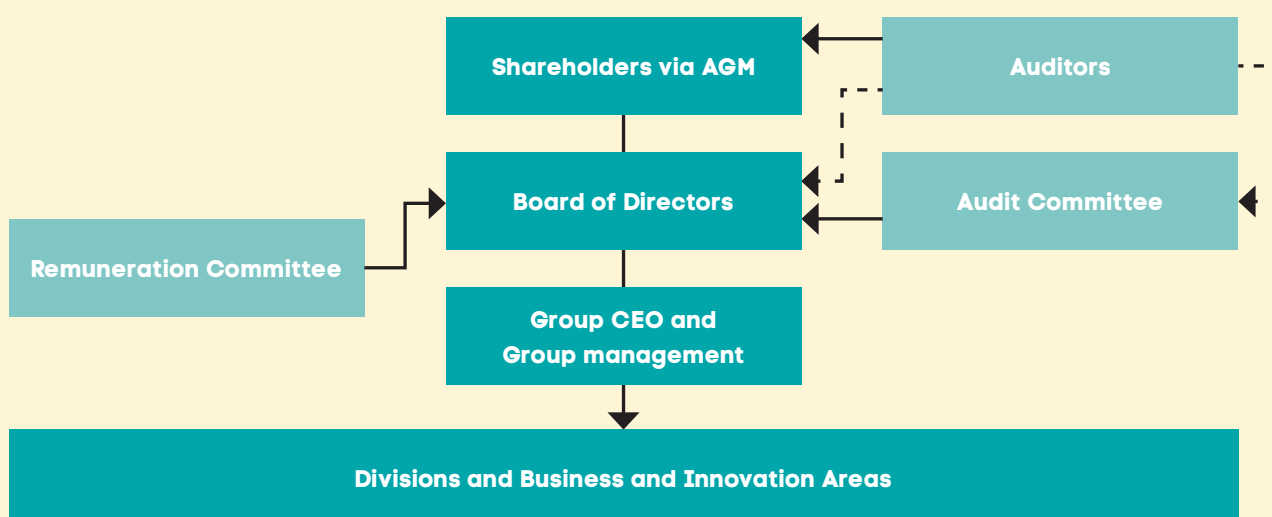 Shareholders via AGM
Auditors
Board of Directors
Audit Committee
Remuneration Committee
Group CEO and
Group management
Divisions and Business and Innovation Areas